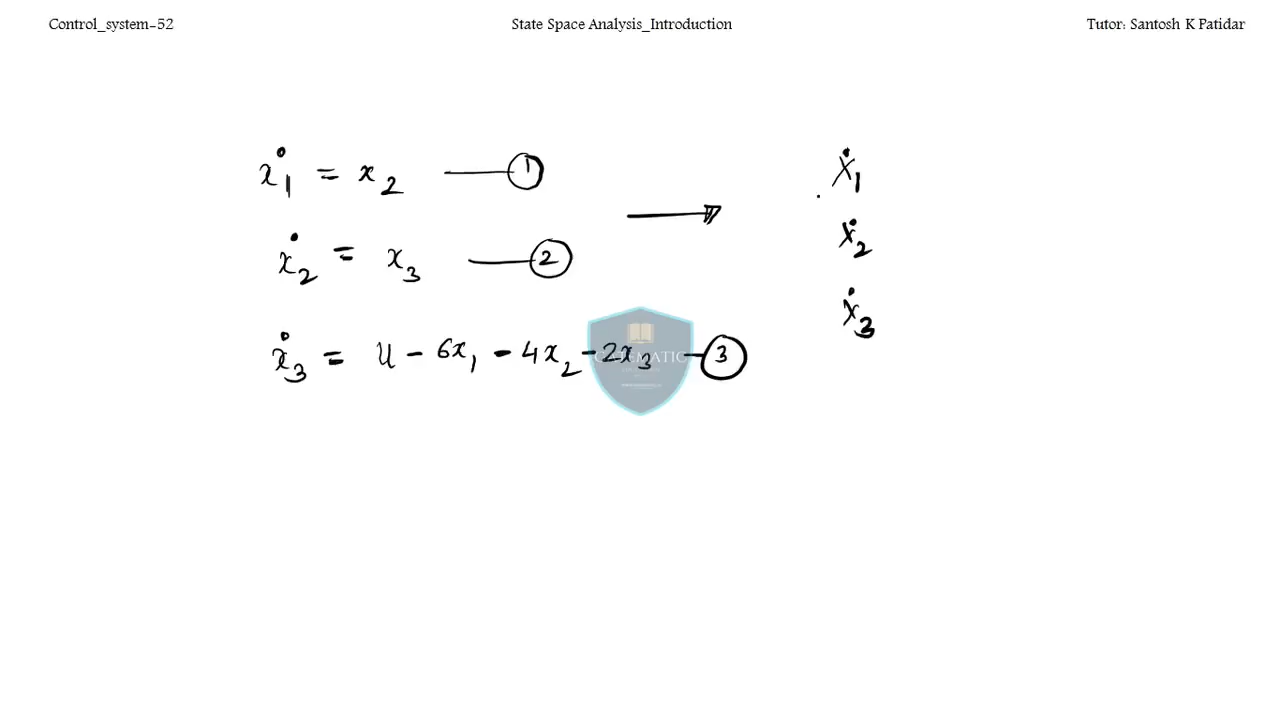 Control_system-52 State Space Analysis_Introduction Tutor: Santosh K Patidar
ẋ₁ = x₂ — ① → ẋ₁
ẋ₂ = x₃ — ② ẋ₂
ẋ₃
ẋ₃ = u - 6x₁ - 4x₂ - 2x₃ — ③